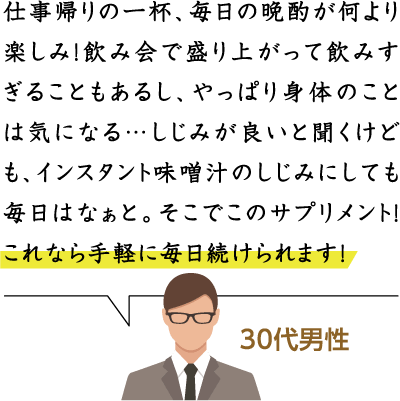 仕事帰りの一杯、毎日の晩酌が何より
楽しみ!飲み会で盛り上がって飲みす
ぎることもあるし、やっぱり身体のこと
は気になる…しじみが良いと聞くけど
も、インスタント味噌汁のしじみにしても
毎日はなぁと。そこでこのサプリメント!
これなら手軽に毎日続けられます!
30代男性